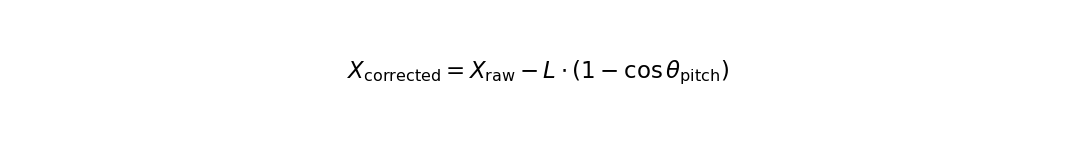 X_corrected = X_raw − L · (1 − cos θ_pitch)